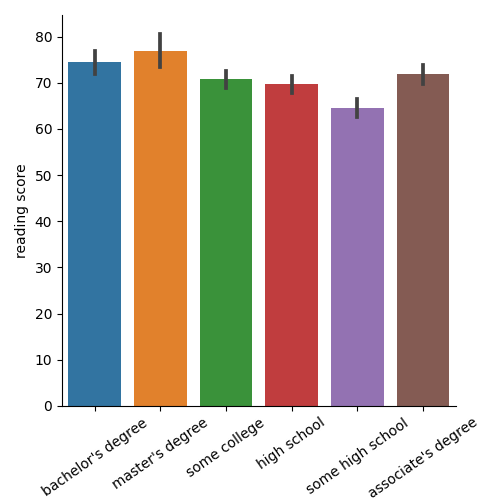 80
70
60
50
40
30
20
10
0
reading score
bachelor's degree
master's degree
some college
high school
some high school
associate's degree